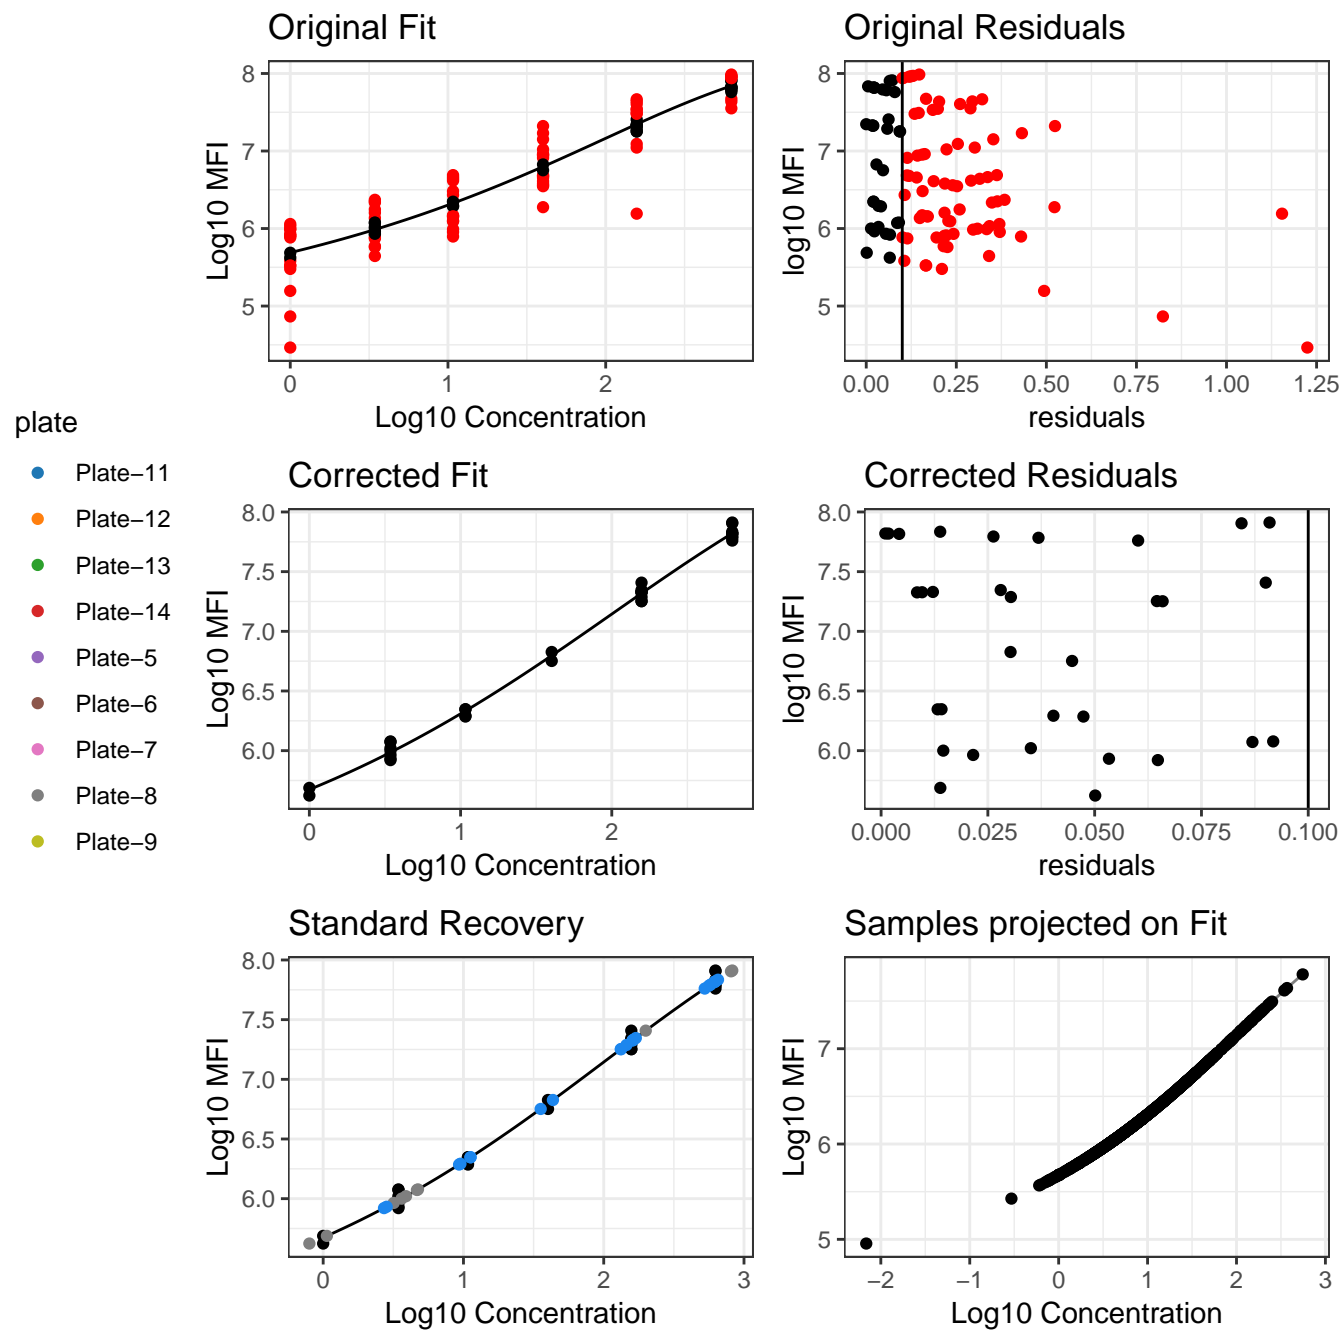 Original Fit
8
7
6
5
Log10 MFI
0 1 2
Log10 Concentration
Original Residuals
8
7
6
5
log10 MFI
0.00 0.25 0.50 0.75 1.00 1.25
residuals
plate
Plate−11
Plate−12
Plate−13
Plate−14
Plate−5
Plate−6
Plate−7
Plate−8
Plate−9
Corrected Fit
8.0
7.5
7.0
6.5
6.0
Log10 MFI
0 1 2
Log10 Concentration
Corrected Residuals
8.0
7.5
7.0
6.5
6.0
log10 MFI
0.000 0.025 0.050 0.075 0.100
residuals
Standard Recovery
8.0
7.5
7.0
6.5
6.0
Log10 MFI
0 1 2 3
Log10 Concentration
Samples projected on Fit
7
6
5
Log10 MFI
−2 −1 0 1 2 3
Log10 Concentration